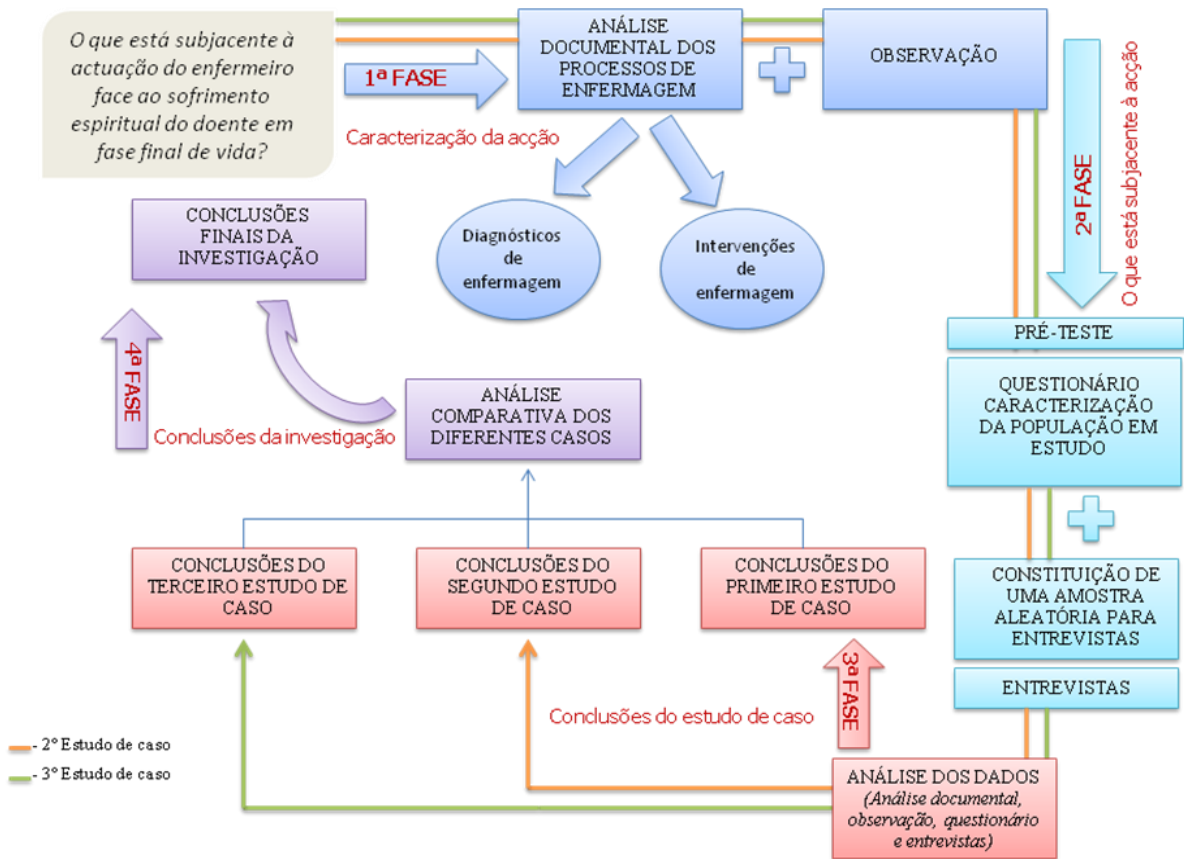 O que está subjacente à
actuação do enfermeiro
face ao sofrimento
espiritual do doente em
fase final de vida?
1ª FASE
Caracterização da acção
ANÁLISE
DOCUMENTAL DOS
PROCESSOS DE
ENFERMAGEM
OBSERVAÇÃO
2ª FASE
O que está subjacente à acção
Diagnósticos
de
enfermagem
Intervenções
de
enfermagem
CONCLUSÕES
FINAIS DA
INVESTIGAÇÃO
4ª FASE
Conclusões da investigação
ANÁLISE
COMPARATIVA DOS
DIFERENTES CASOS
PRÉ-TESTE
QUESTIONÁRIO
CARACTERIZAÇÃO
DA POPULAÇÃO EM
ESTUDO
CONSTITUIÇÃO DE
UMA AMOSTRA
ALEATÓRIA PARA
ENTREVISTAS
ENTREVISTAS
CONCLUSÕES DO
TERCEIRO ESTUDO DE
CASO
CONCLUSÕES DO
SEGUNDO ESTUDO
DE CASO
CONCLUSÕES DO
PRIMEIRO ESTUDO
DE CASO
3ª FASE
Conclusões do estudo de caso
ANÁLISE DOS DADOS
(Análise documental,
observação, questionário
e entrevistas)
- 2º Estudo de caso
- 3º Estudo de caso